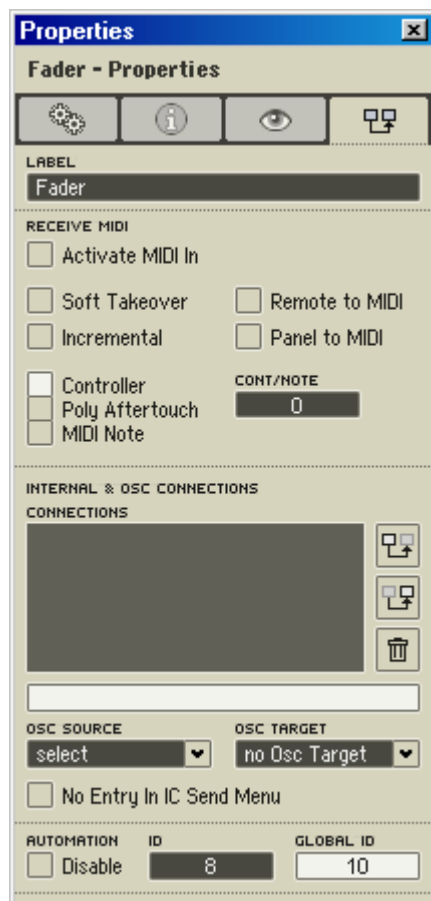 Properties
Fader - Properties
LABEL
Fader
RECEIVE MIDI
Activate MIDI In
Soft Takeover Remote to MIDI
Incremental Panel to MIDI
Controller CONT/NOTE
Poly Aftertouch 0
MIDI Note
INTERNAL & OSC CONNECTIONS
CONNECTIONS
OSC SOURCE OSC TARGET
select no Osc Target
No Entry In IC Send Menu
AUTOMATION ID GLOBAL ID
Disable 8 10